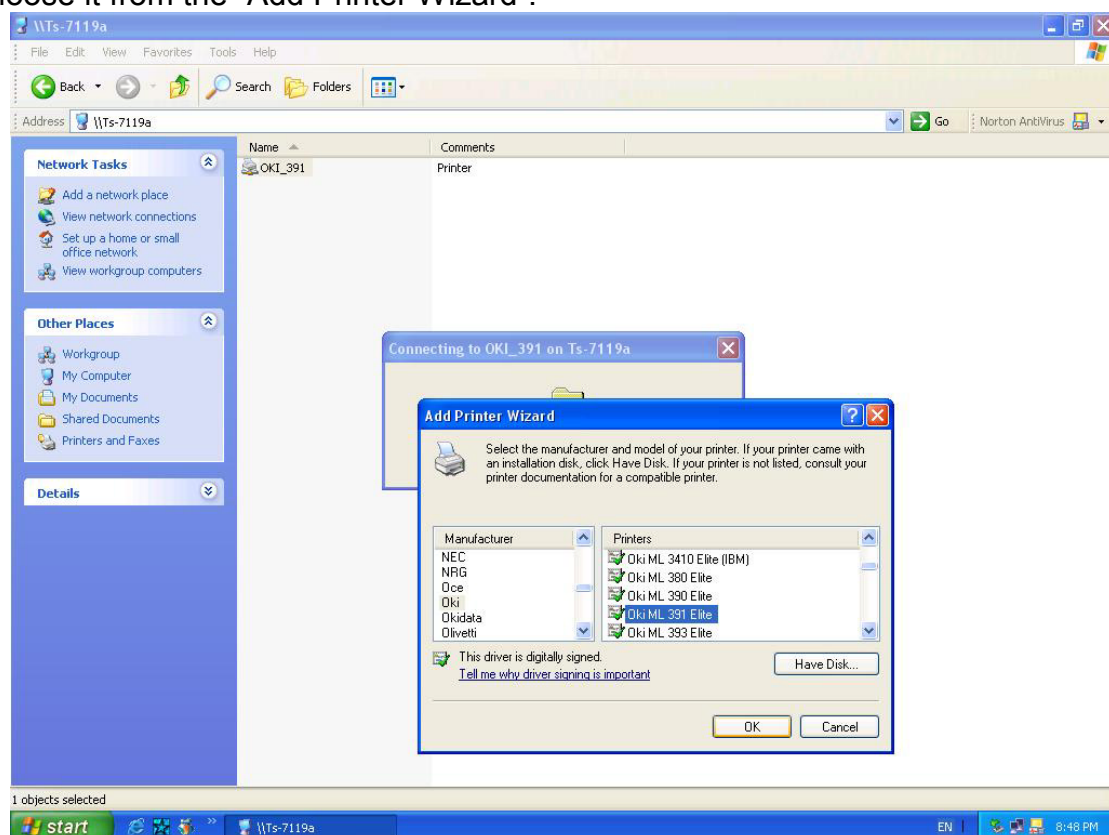 oose it from the "Add Printer Wizard".
\\Ts-7119a
File Edit View Favorites Tools Help
Back Search Folders
Address \\Ts-7119a Go Norton AntiVirus
Name Comments
Network Tasks
OKI_391 Printer
Add a network place
View network connections
Set up a home or small
office network
View workgroup computers
Other Places
Workgroup
My Computer
My Documents
Shared Documents
Printers and Faxes
Details
Connecting to OKI_391 on Ts-7119a
Add Printer Wizard
Select the manufacturer and model of your printer. If your printer came with
an installation disk, click Have Disk. If your printer is not listed, consult your
printer documentation for a compatible printer.
Manufacturer
NEC
NRG
Oce
Oki
Okidata
Olivetti
Printers
Oki ML 3410 Elite (IBM)
Oki ML 380 Elite
Oki ML 390 Elite
Oki ML 391 Elite
Oki ML 393 Elite
This driver is digitally signed.
Tell me why driver signing is important
Have Disk...
OK Cancel
1 objects selected
start \\Ts-7119a EN 8:48 PM